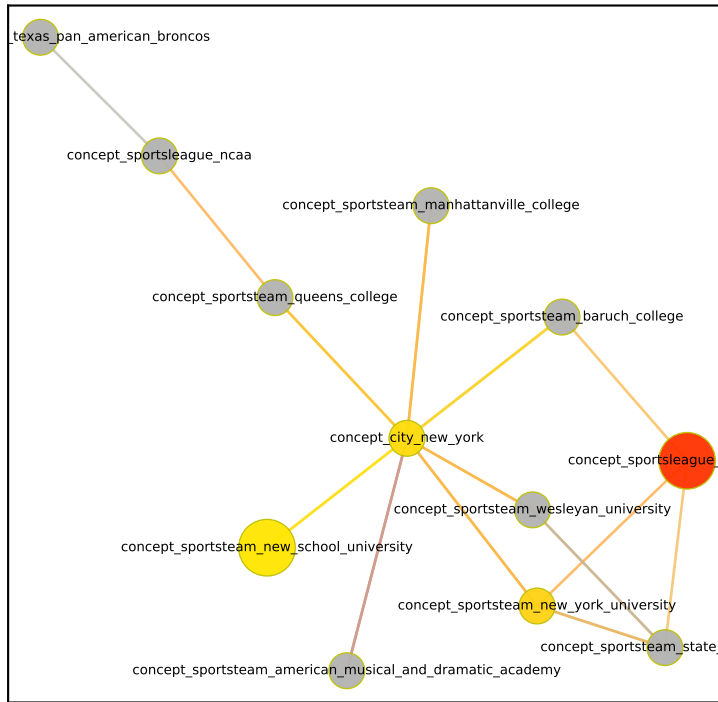 _texas_pan_american_broncos
concept_sportsleague_ncaa
concept_sportsteam_manhattanville_college
concept_sportsteam_queens_college
concept_sportsteam_baruch_college
concept_city_new_york
concept_sportsleague_
concept_sportsteam_wesleyan_university
concept_sportsteam_new_school_university
concept_sportsteam_new_york_university
concept_sportsteam_state_
concept_sportsteam_american_musical_and_dramatic_academy